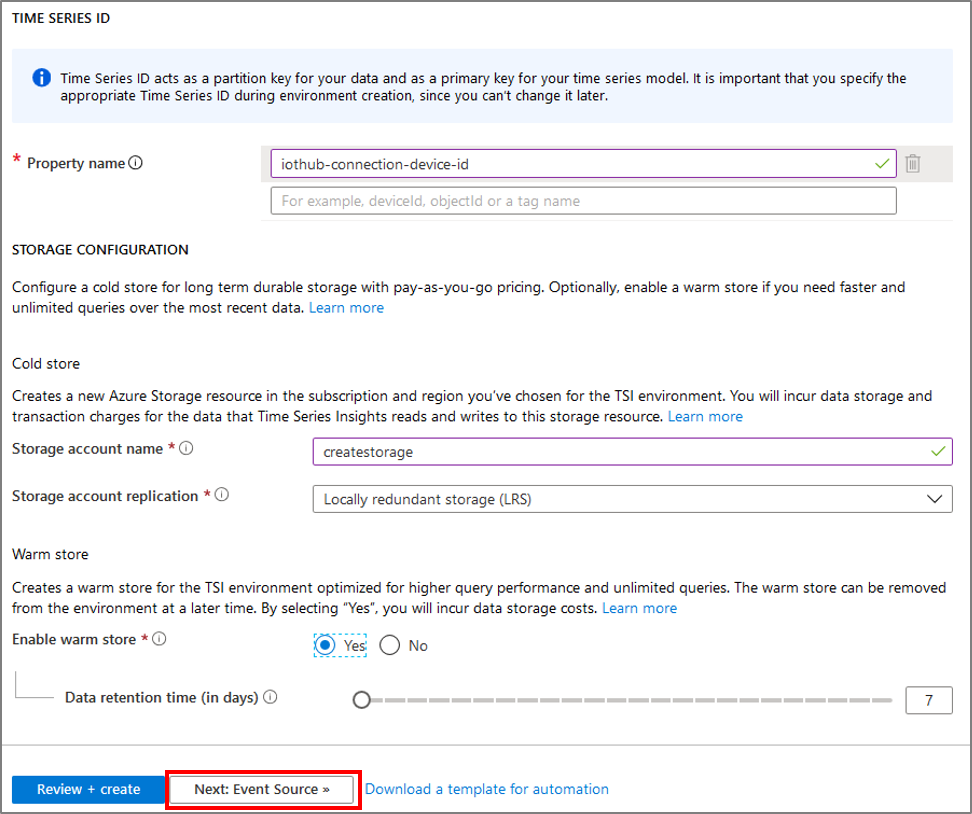 TIME SERIES ID
Time Series ID acts as a partition key for your data and as a primary key for your time series model. It is important that you specify the
appropriate Time Series ID during environment creation, since you can't change it later.
* Property name
iothub-connection-device-id
For example, deviceId, objectId or a tag name
STORAGE CONFIGURATION
Configure a cold store for long term durable storage with pay-as-you-go pricing. Optionally, enable a warm store if you need faster and
unlimited queries over the most recent data. Learn more
Cold store
Creates a new Azure Storage resource in the subscription and region you've chosen for the TSI environment. You will incur data storage and
transaction charges for the data that Time Series Insights reads and writes to this storage resource. Learn more
Storage account name *
createstorage
Storage account replication *
Locally redundant storage (LRS)
Warm store
Creates a warm store for the TSI environment optimized for higher query performance and unlimited queries. The warm store can be removed
from the environment at a later time. By selecting "Yes", you will incur data storage costs. Learn more
Enable warm store *
Yes No
Data retention time (in days)
7
Review + create Next: Event Source » Download a template for automation